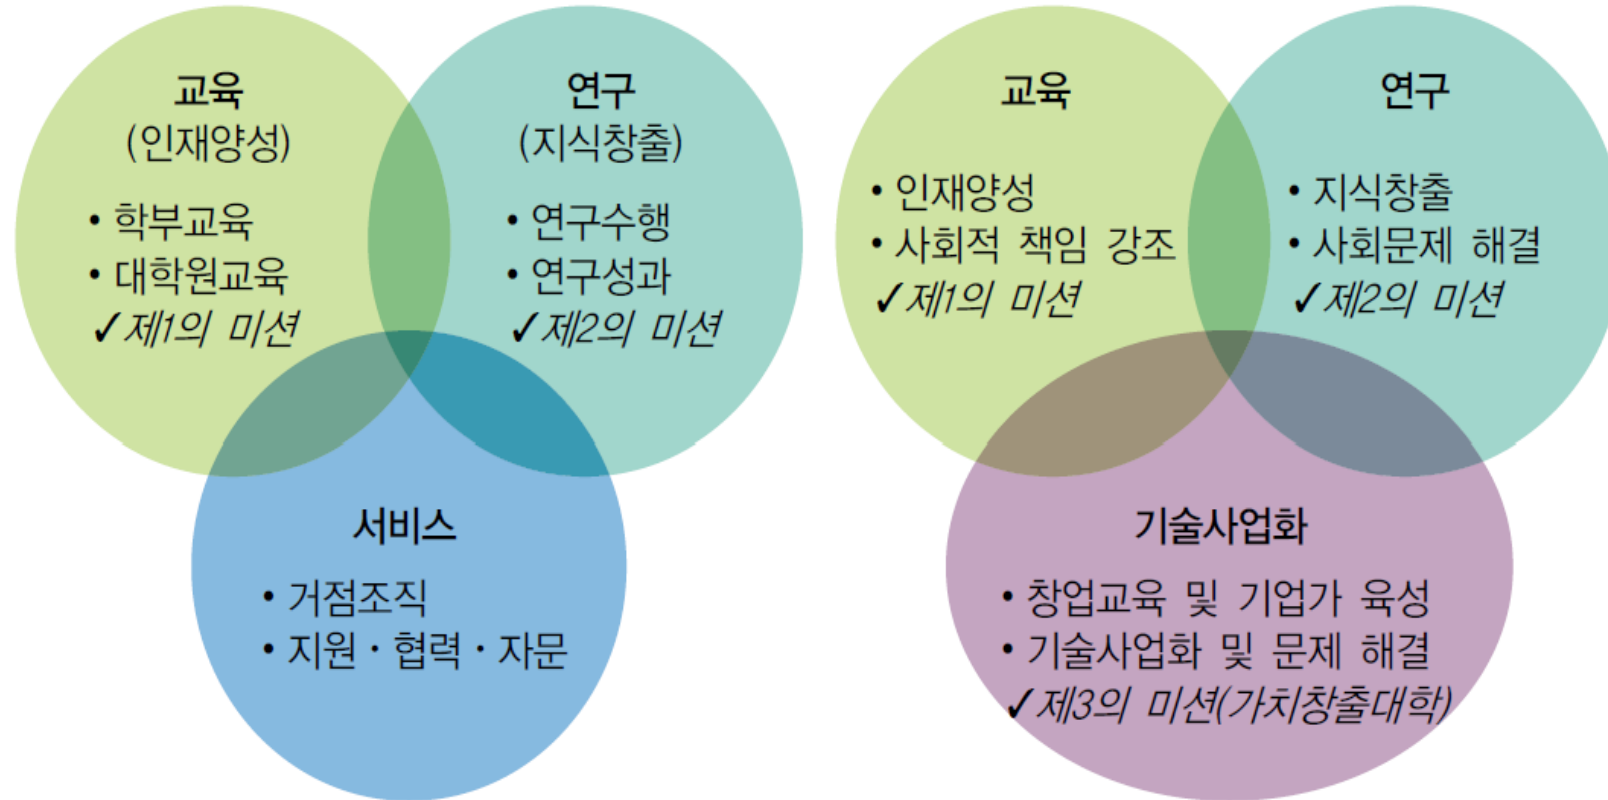 교육
(인재양성)
• 학부교육
• 대학원교육
✓제1의 미션
연구
(지식창출)
• 연구수행
• 연구성과
✓제2의 미션
서비스
• 거점조직
• 지원・협력・자문
교육
• 인재양성
• 사회적 책임 강조
✓제1의 미션
연구
• 지식창출
• 사회문제 해결
✓제2의 미션
기술사업화
• 창업교육 및 기업가 육성
• 기술사업화 및 문제 해결
✓제3의 미션(가치창출대학)